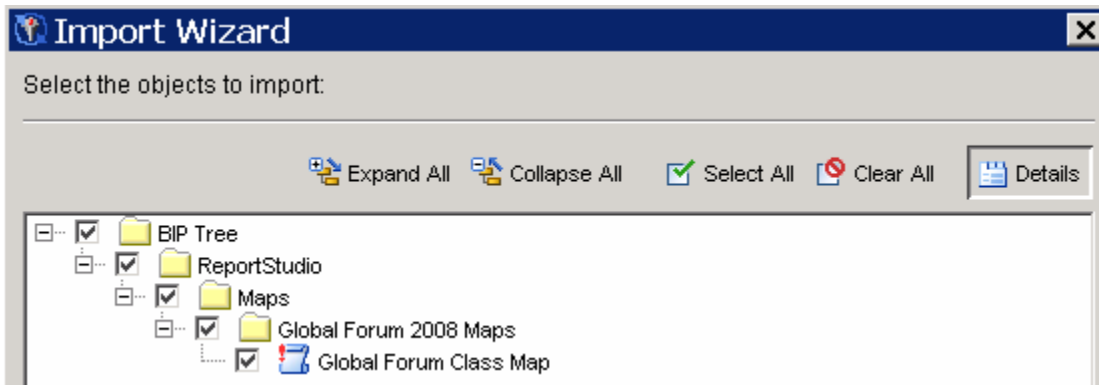 Import Wizard
Select the objects to import:
Expand All Collapse All Select All Clear All Details
BIP Tree
ReportStudio
Maps
Global Forum 2008 Maps
Global Forum Class Map